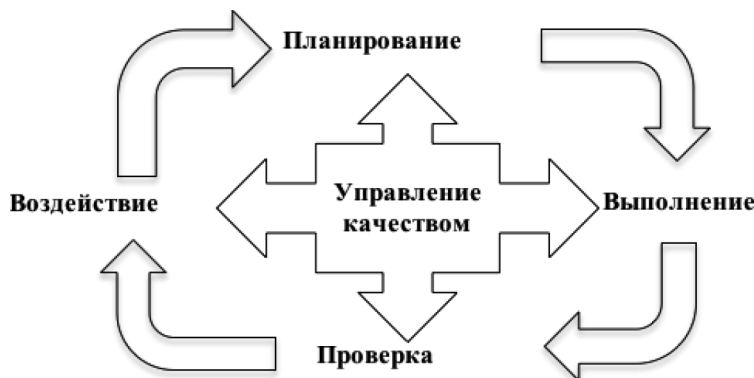 Планирование
Воздействие
Управление
качеством
Выполнение
Проверка